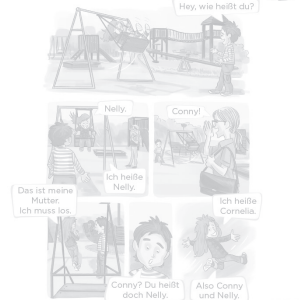 Hey, wie heißt du?
Nelly.
Ich heiße
Nelly.
Conny!
Das ist meine
Mutter.
Ich muss los.
Ich heiße
Cornelia.
Conny? Du heißt
doch Nelly.
Also Conny
und Nelly.